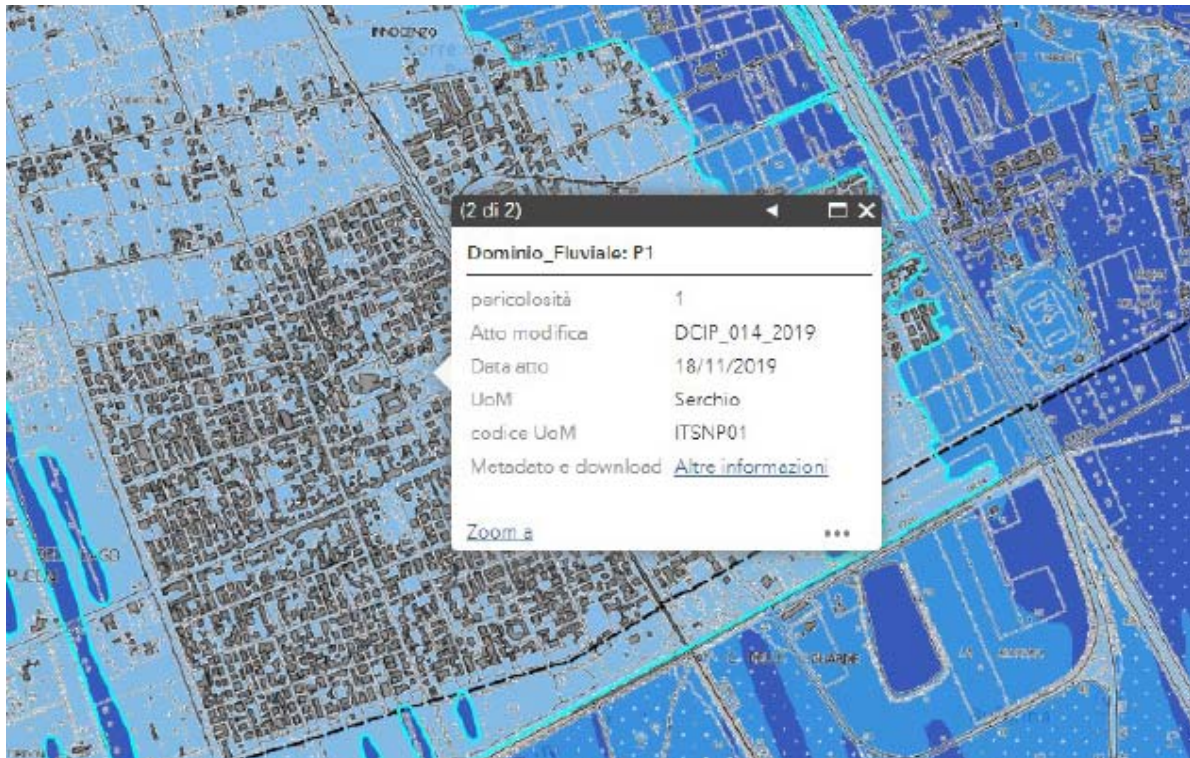 INNOCENZO
(2 di 2)
Dominio_Fluviale: P1
pericolosità 1
Atto modifica DCIP_014_2019
Data atto 18/11/2019
UoM Serchio
codice UoM ITSNP01
Metadato e download Altre informazioni
Zoom a